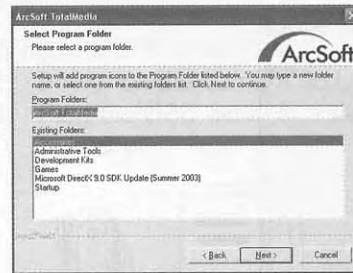 ArcSoft TotalMedia
Select Program Folder
Please select a program folder.
ArcSoft
Setup will add program icons to the Program Folder listed below. You may type a new folder
name, or select one from the existing folders list. Click Next to continue.
Program Folders:
ArcSoft TotalMedia
Existing Folders:
Accessories
Administrative Tools
Development Kits
Games
Microsoft DirectX 9.0 SDK Update (Summer 2003)
Startup
< Back
Next >
Cancel